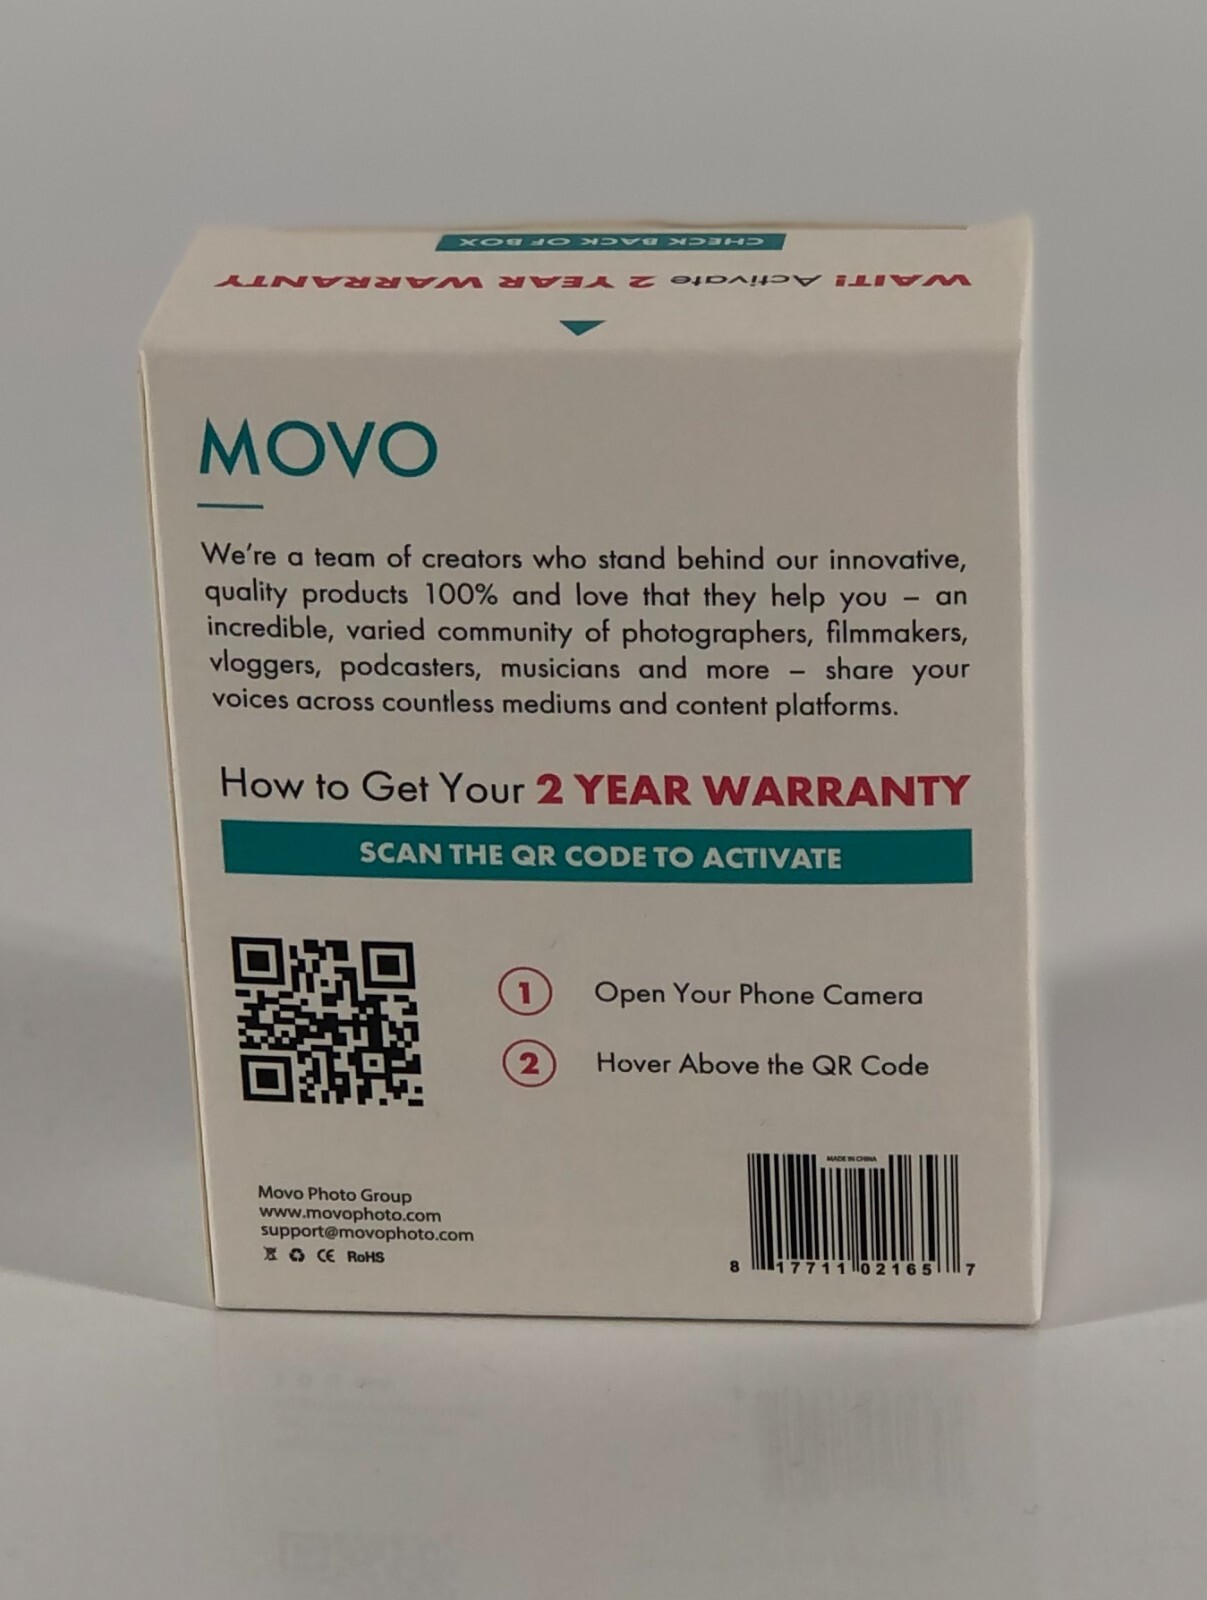 CHECK BACK OF BOX
WAIT! Activate 2 YEAR WARRANTY
MOVO
We're a team of creators who stand behind our innovative,
quality products 100% and love that they help you – an
incredible, varied community of photographers, filmmakers,
vloggers, podcasters, musicians and more – share your
voices across countless mediums and content platforms.
How to Get Your 2 YEAR WARRANTY
SCAN THE QR CODE TO ACTIVATE
1 Open Your Phone Camera
2 Hover Above the QR Code
Movo Photo Group
www.movophoto.com
support@movophoto.com
CE RoHS
MADE IN CHINA
8 17711 02165 7